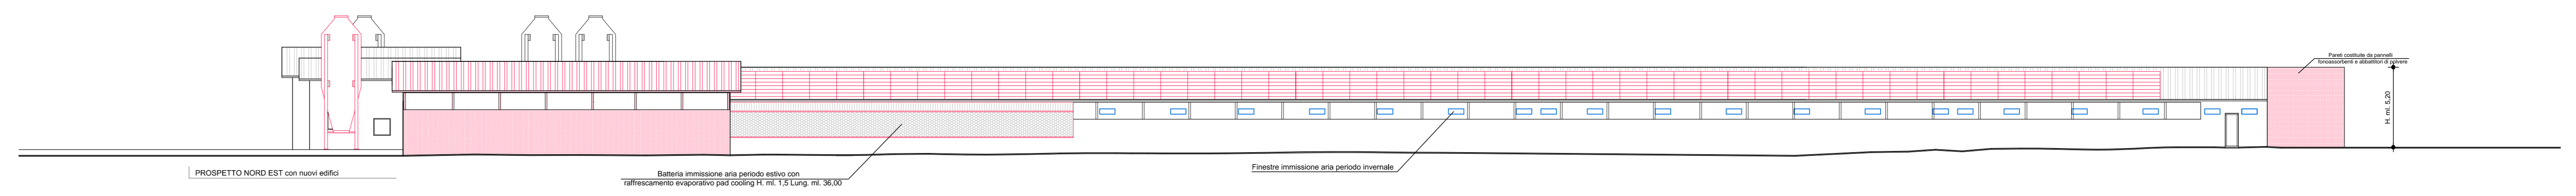 Pareti costituite da pannelli
fonoassorbenti e abbattitori di polvere
H. ml. 5,20
PROSPETTO NORD EST con nuovi edifici
Batteria immissione aria periodo estivo con
raffrescamento evaporativo pad cooling H. ml. 1,5 Lung. ml. 36,00
Finestre immissione aria periodo invernale